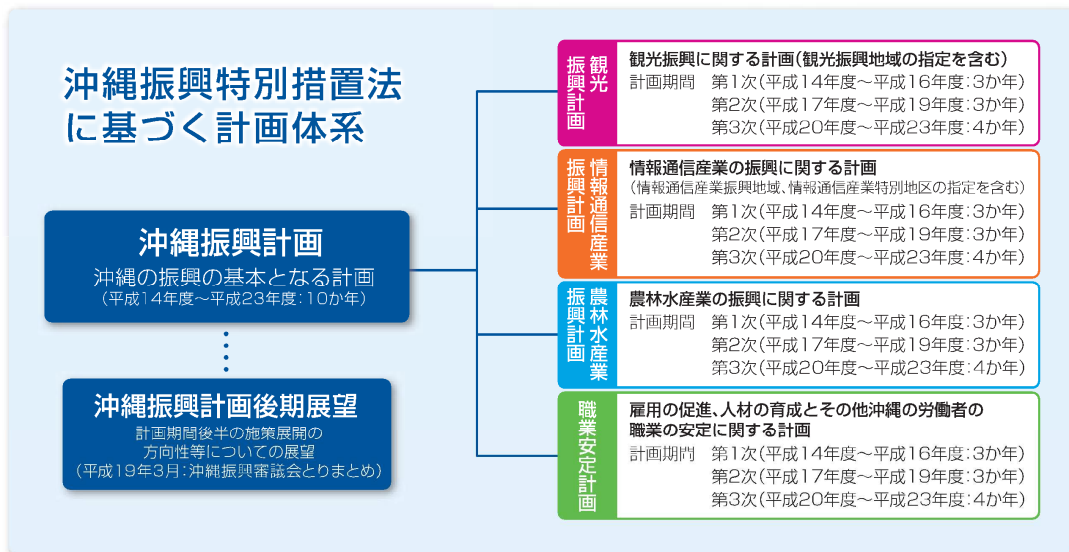 沖縄振興特別措置法
に基づく計画体系
沖縄振興計画
沖縄の振興の基本となる計画
（平成14年度～平成23年度：10か年）
沖縄振興計画後期展望
計画期間後半の施策展開の
方向性等についての展望
（平成19年3月：沖縄振興審議会とりまとめ）
観光
振興計画
観光振興に関する計画（観光振興地域の指定を含む）
計画期間 第1次（平成14年度～平成16年度：3か年）
第2次（平成17年度～平成19年度：3か年）
第3次（平成20年度～平成23年度：4か年）
情報通信産業
振興計画
情報通信産業の振興に関する計画
（情報通信産業振興地域、情報通信産業特別地区の指定を含む）
計画期間 第1次（平成14年度～平成16年度：3か年）
第2次（平成17年度～平成19年度：3か年）
第3次（平成20年度～平成23年度：4か年）
農林水産業
振興計画
農林水産業の振興に関する計画
計画期間 第1次（平成14年度～平成16年度：3か年）
第2次（平成17年度～平成19年度：3か年）
第3次（平成20年度～平成23年度：4か年）
職業安定計画
雇用の促進、人材の育成とその他沖縄の労働者の
職業の安定に関する計画
計画期間 第1次（平成14年度～平成16年度：3か年）
第2次（平成17年度～平成19年度：3か年）
第3次（平成20年度～平成23年度：4か年）